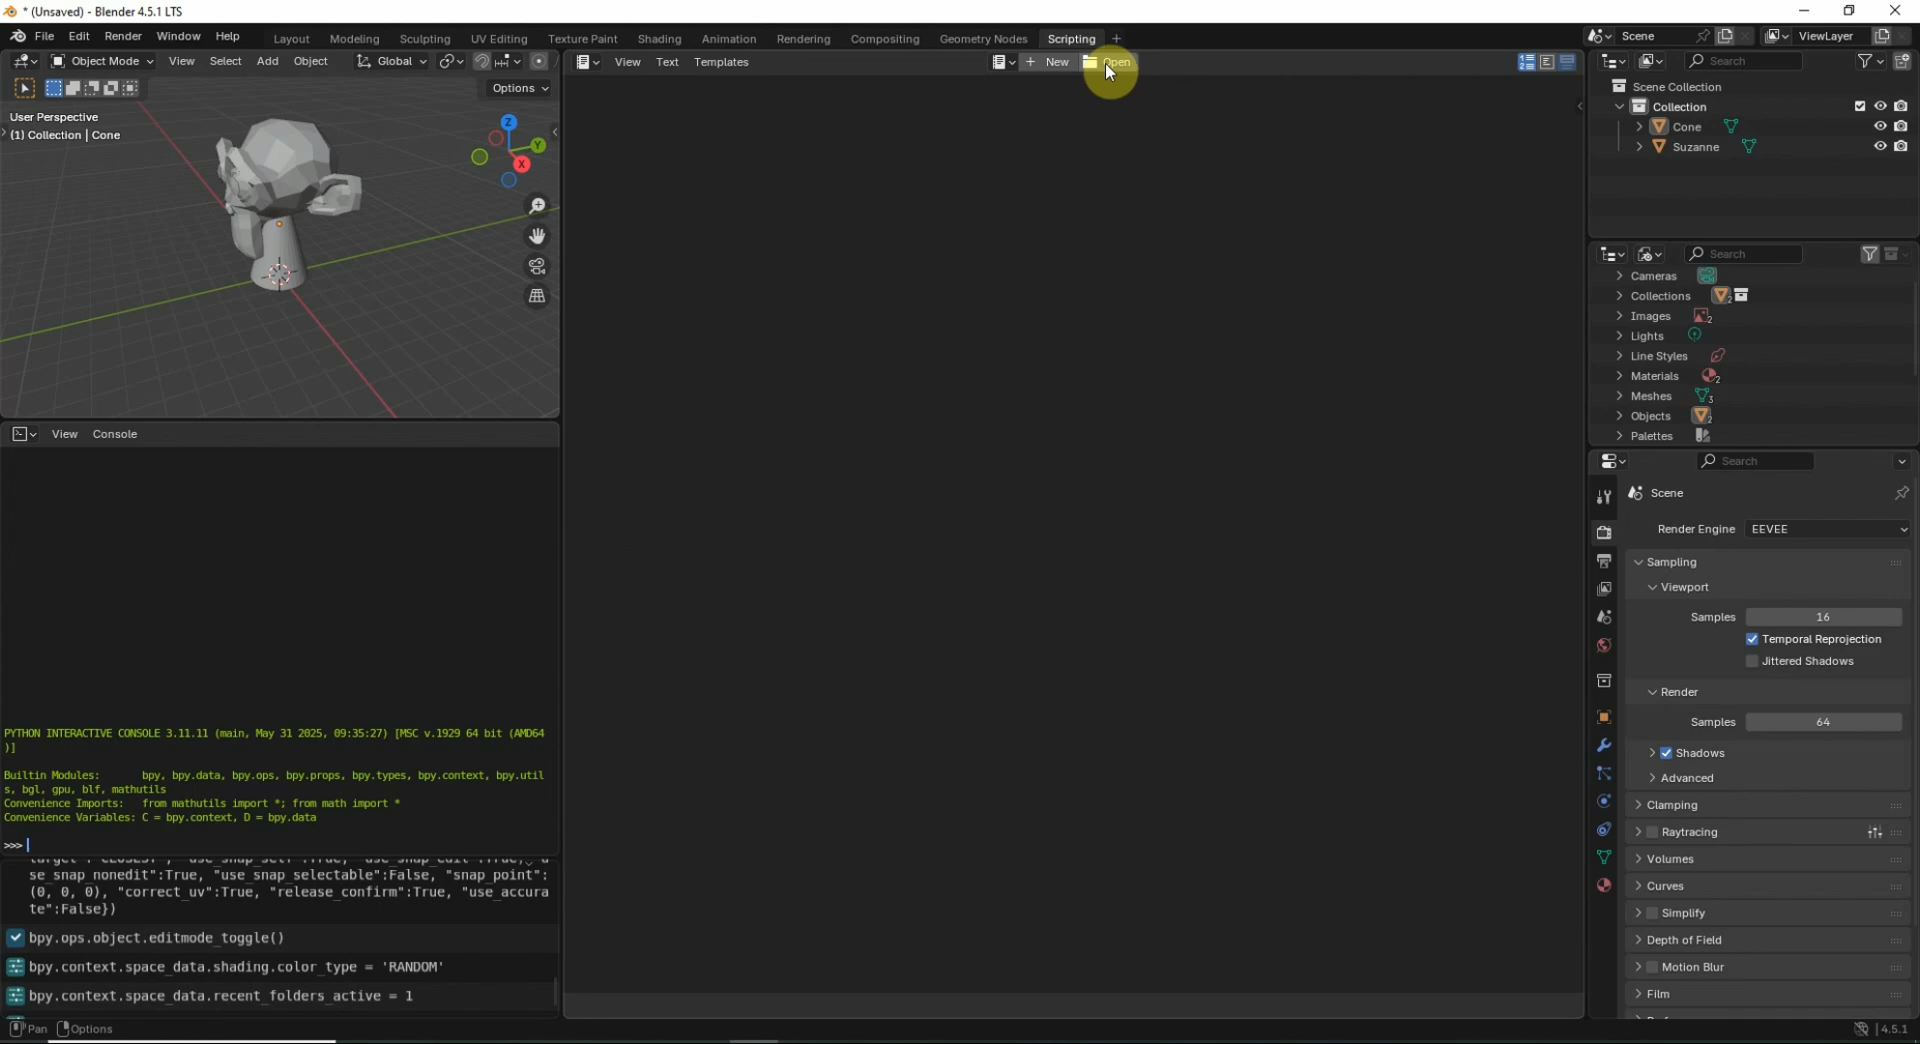 * (Unsaved) - Blender 4.5.1 LTS
File Edit Render Window Help
Layout Modeling Sculpting UV Editing Texture Paint Shading Animation Rendering Compositing Geometry Nodes Scripting +
Scene
ViewLayer
Object Mode View Select Add Object Global
Options
User Perspective
(1) Collection | Cone
Z
Y
X
View Text Templates
+ New Open
Search
Scene Collection
Collection
Cone
Suzanne
Search
Cameras
Collections 2
Images 2
Lights
Line Styles
Materials 2
Meshes 3
Objects 2
Palettes
View Console
PYTHON INTERACTIVE CONSOLE 3.11.11 (main, May 31 2025, 09:35:27) [MSC v.1929 64 bit (AMD64
)]
Builtin Modules: bpy, bpy.data, bpy.ops, bpy.props, bpy.types, bpy.context, bpy.util
s, bgl, gpu, blf, mathutils
Convenience Imports: from mathutils import *; from math import *
Convenience Variables: C = bpy.context, D = bpy.data
>>>
se_snap_nonedit":True, "use_snap_selectable":False, "snap_point":
(0, 0, 0), "correct_uv":True, "release_confirm":True, "use_accura
te":False})
bpy.ops.object.editmode_toggle()
bpy.context.space_data.shading.color_type = 'RANDOM'
bpy.context.space_data.recent_folders_active = 1
Search
Scene
Render Engine EEVEE
Sampling
Viewport
Samples 16
Temporal Reprojection
Jittered Shadows
Render
Samples 64
Shadows
Advanced
Clamping
Raytracing
Volumes
Curves
Simplify
Depth of Field
Motion Blur
Film
Pan Options
4.5.1